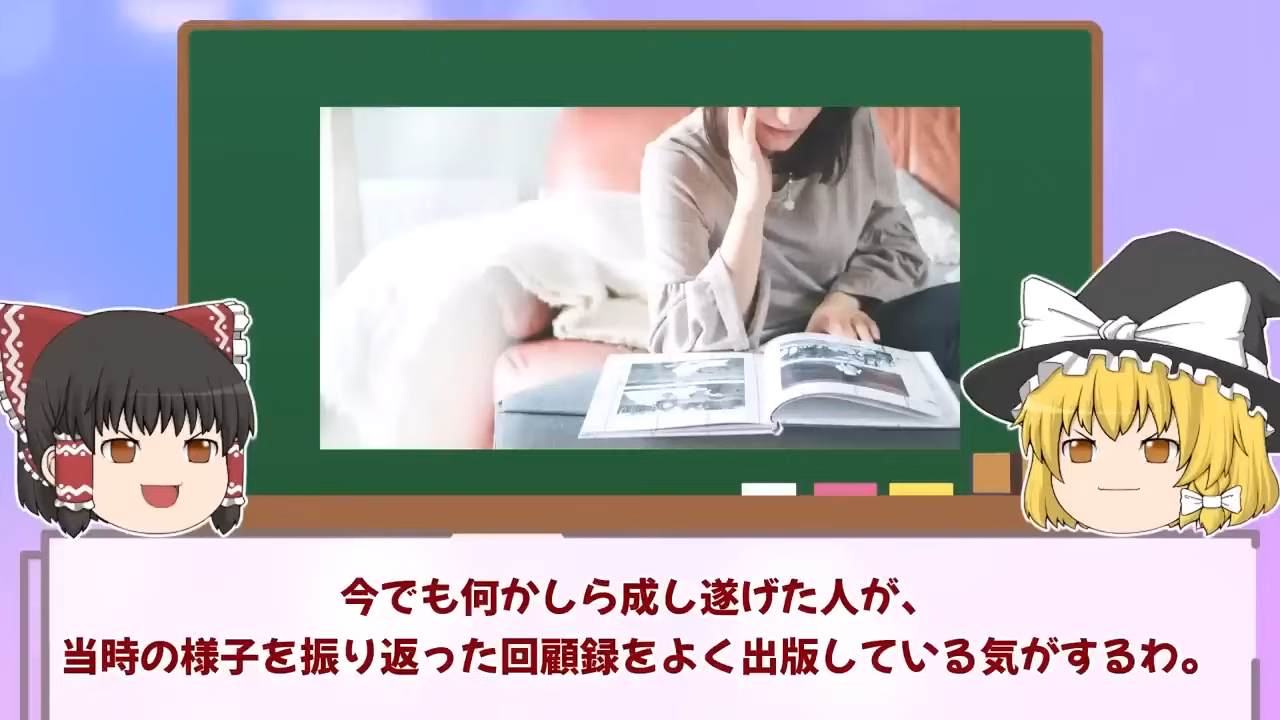 今でも何かしら成し遂げた人が、
当時の様子を振り返った回顧録をよく出版している気がするわ。